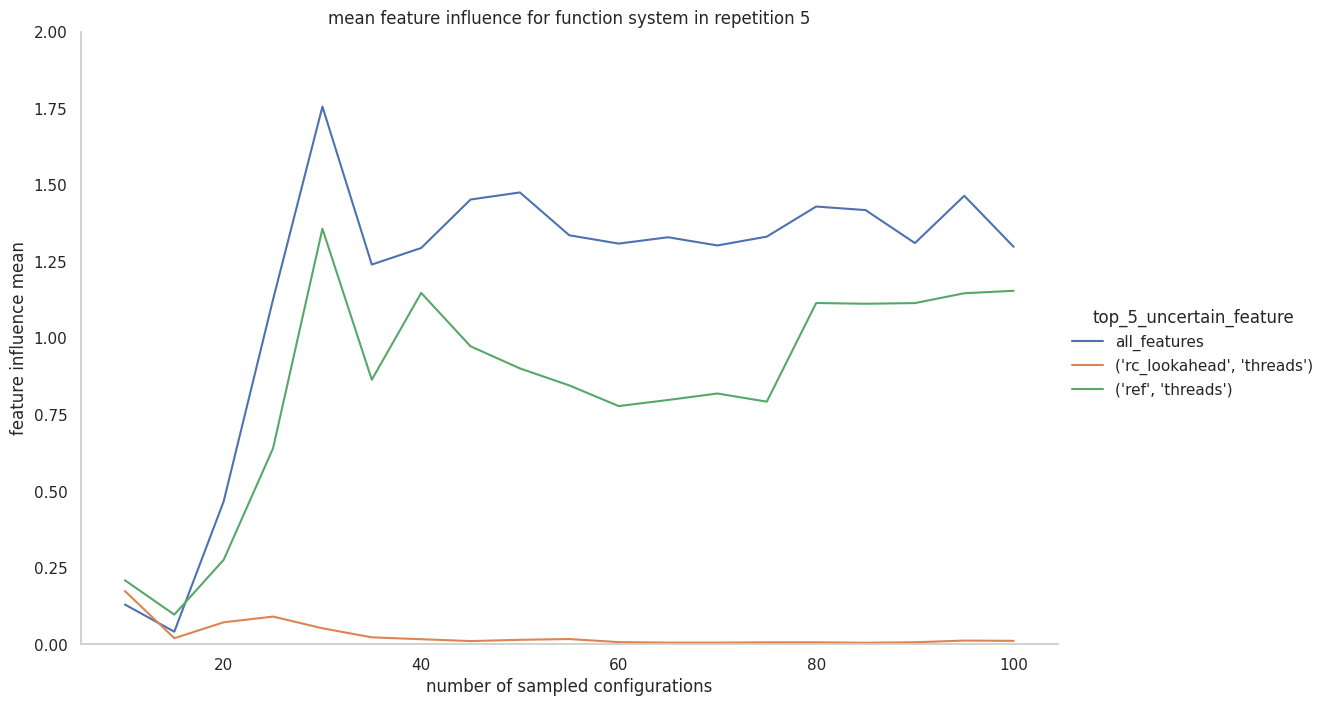 mean feature influence for function system in repetition 5
2.00
1.75
1.50
1.25
1.00
0.75
0.50
0.25
0.00
feature influence mean
20
40
60
80
100
number of sampled configurations
top_5_uncertain_feature
all_features
('rc_lookahead', 'threads')
('ref', 'threads')